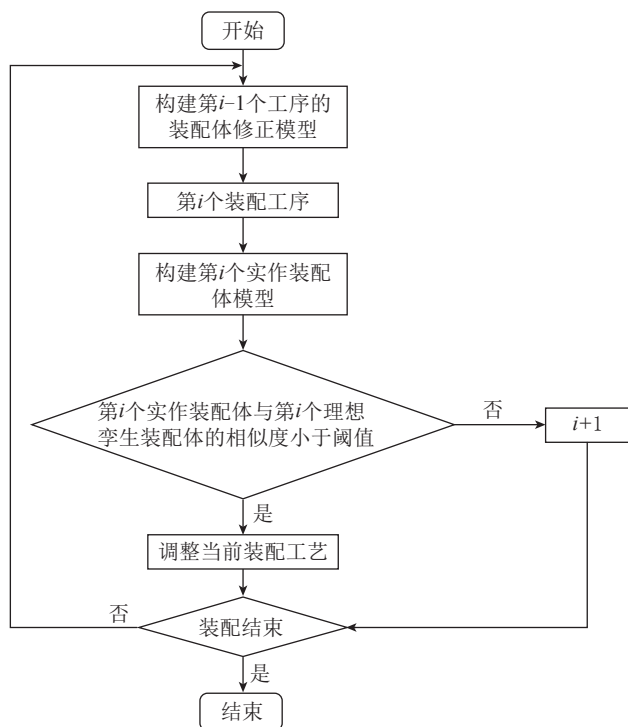 开始
构建第i-1个工序的
装配体修正模型
第i个装配工序
构建第i个实作装配
体模型
第i个实作装配体与第i个理想
孪生装配体的相似度小于阈值
否
i+1
是
调整当前装配工艺
否
装配结束
是
结束